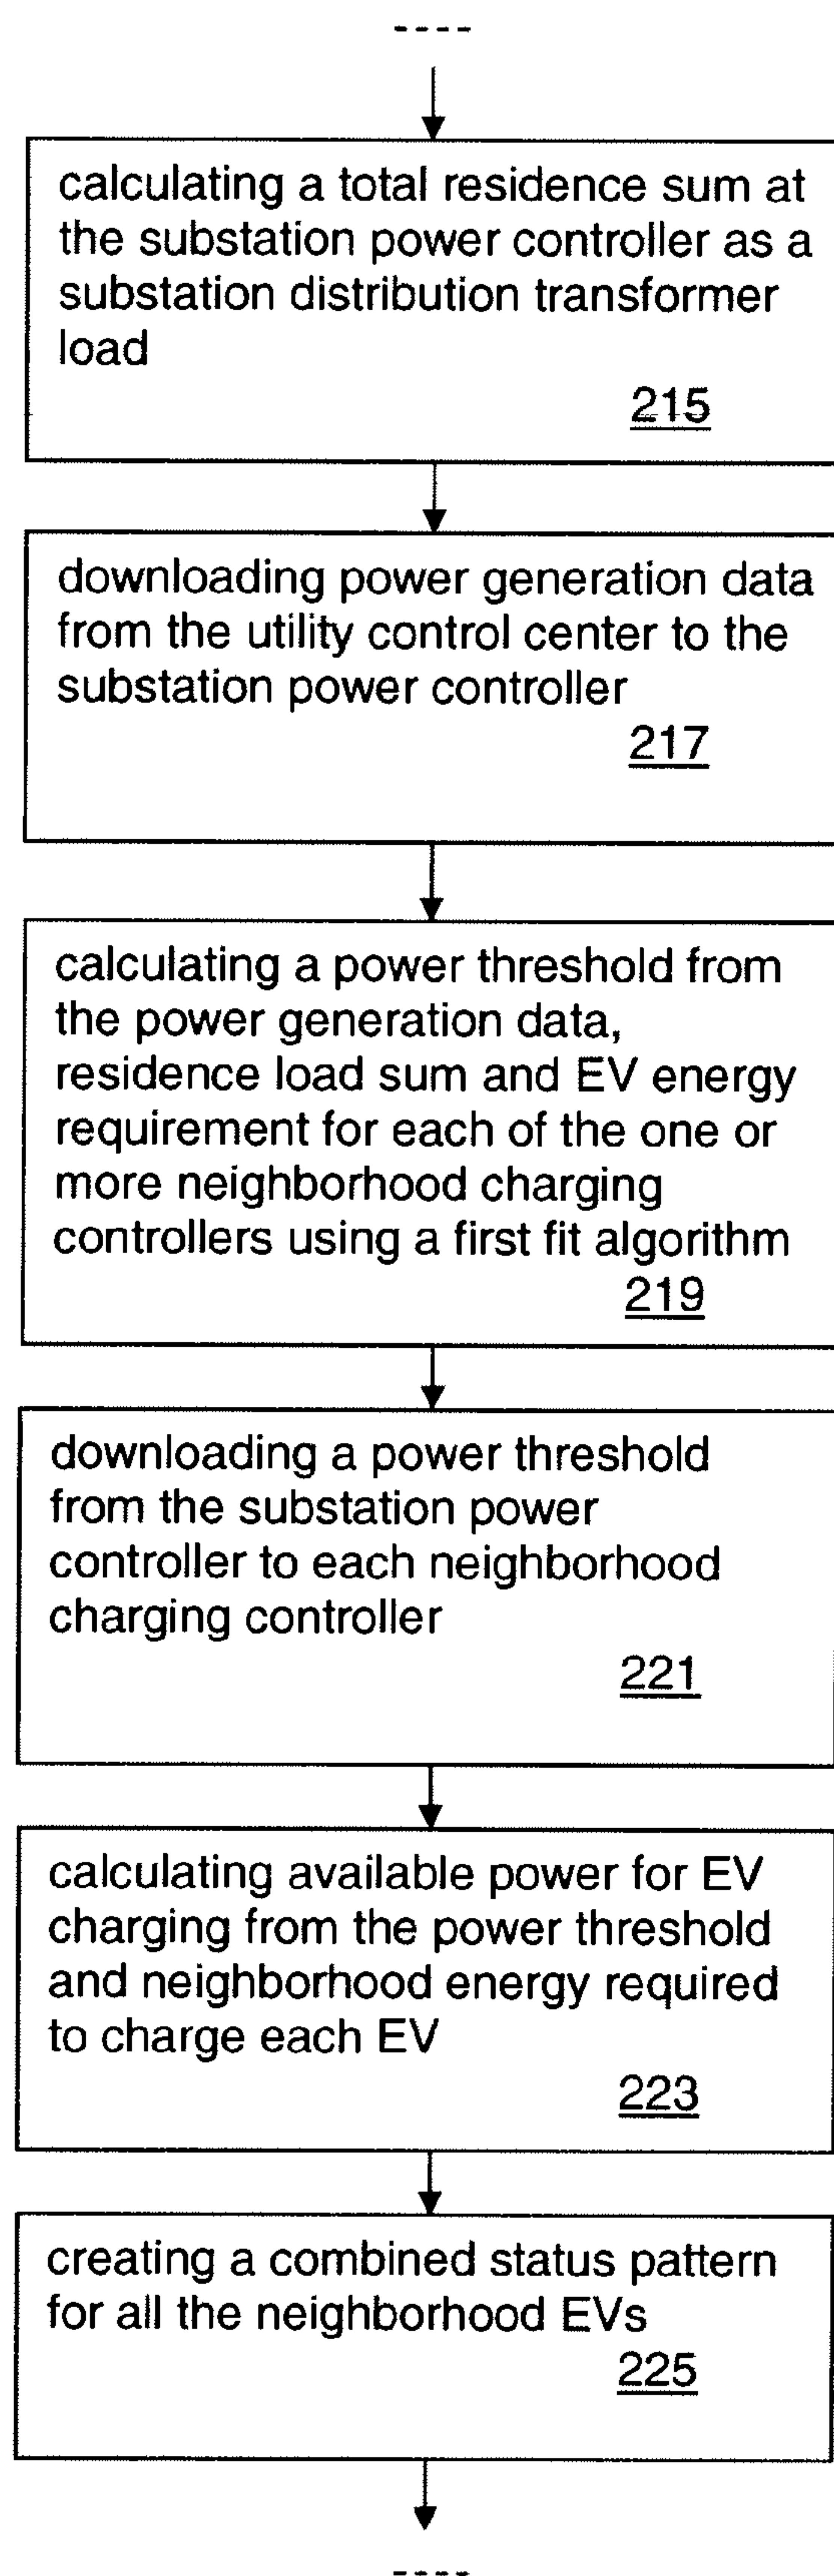 calculating a total residence sum at
the substation power controller as a
substation distribution transformer
load
215
downloading power generation data
from the utility control center to the
substation power controller
217
calculating a power threshold from
the power generation data,
residence load sum and EV energy
requirement for each of the one or
more neighborhood charging
controllers using a first fit algorithm
219
downloading a power threshold
from the substation power
controller to each neighborhood
charging controller
221
calculating available power for EV
charging from the power threshold
and neighborhood energy required
to charge each EV
223
creating a combined status pattern
for all the neighborhood EVs
225